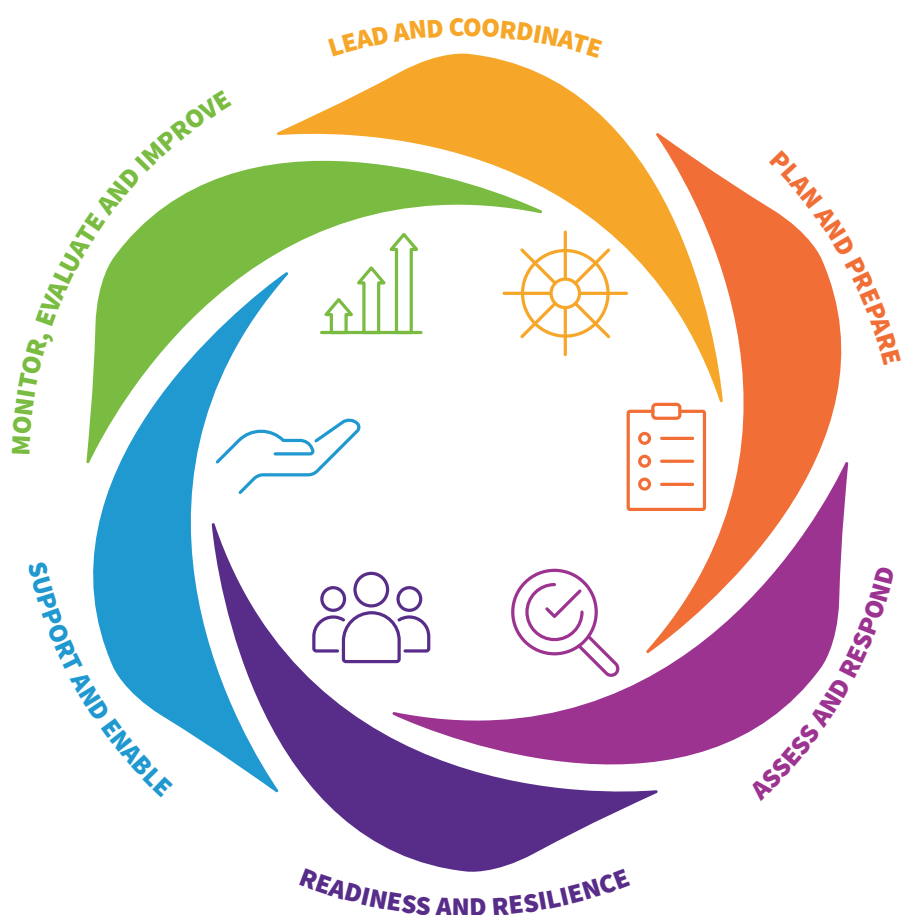 LEAD AND COORDINATE
PLAN AND PREPARE
ASSESS AND RESPOND
READINESS AND RESILIENCE
SUPPORT AND ENABLE
MONITOR, EVALUATE AND IMPROVE